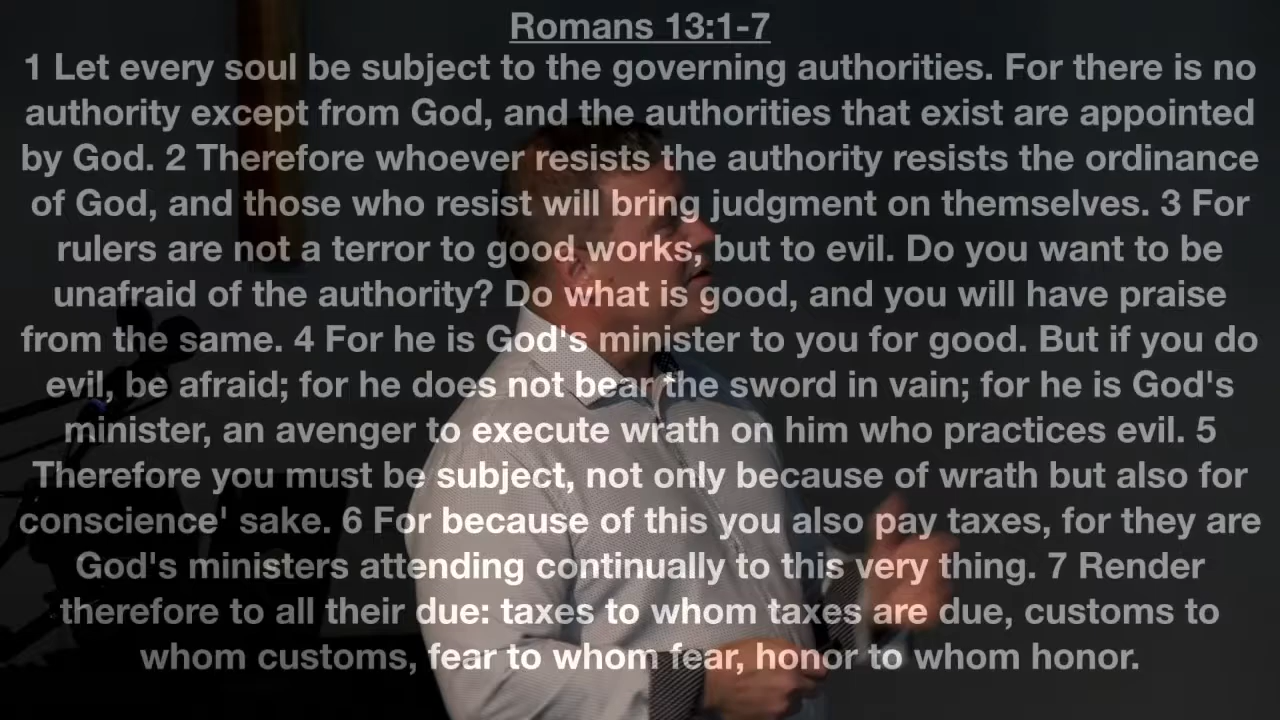 Romans 13:1-7
1 Let every soul be subject to the governing authorities. For there is no
authority except from God, and the authorities that exist are appointed
by God. 2 Therefore whoever resists the authority resists the ordinance
of God, and those who resist will bring judgment on themselves. 3 For
rulers are not a terror to good works, but to evil. Do you want to be
unafraid of the authority? Do what is good, and you will have praise
from the same. 4 For he is God's minister to you for good. But if you do
evil, be afraid; for he does not bear the sword in vain; for he is God's
minister, an avenger to execute wrath on him who practices evil. 5
Therefore you must be subject, not only because of wrath but also for
conscience' sake. 6 For because of this you also pay taxes, for they are
God's ministers attending continually to this very thing. 7 Render
therefore to all their due: taxes to whom taxes are due, customs to
whom customs, fear to whom fear, honor to whom honor.